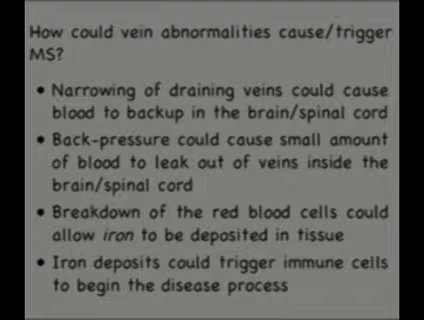 How could vein abnormalities cause/trigger
MS?
• Narrowing of draining veins could cause
blood to backup in the brain/spinal cord
• Back-pressure could cause small amount
of blood to leak out of veins inside the
brain/spinal cord
• Breakdown of the red blood cells could
allow iron to be deposited in tissue
• Iron deposits could trigger immune cells
to begin the disease process